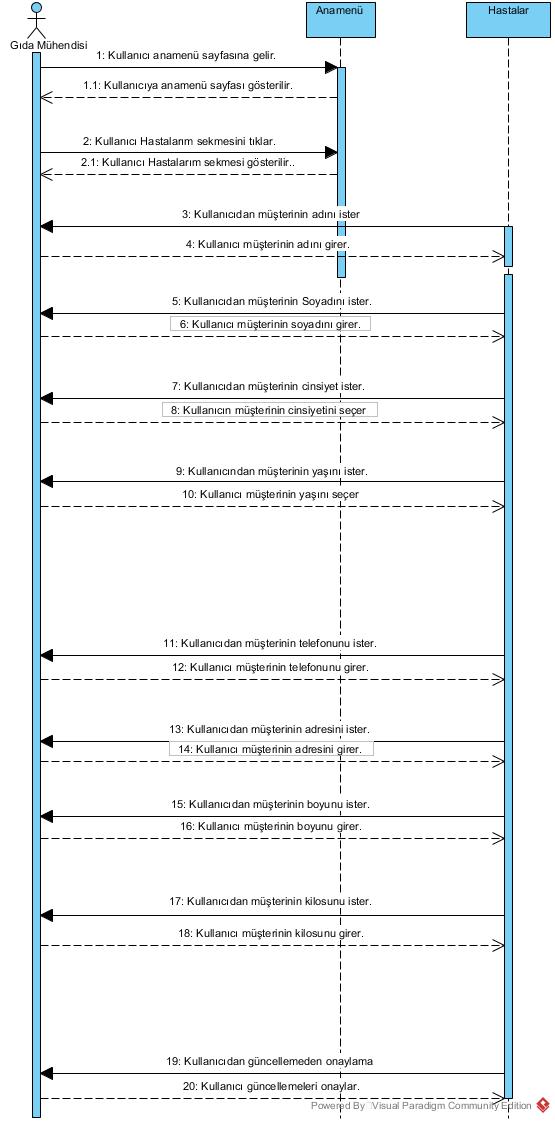 Anamenü
Hastalar
Gıda Mühendisi
1: Kullanıcı anamenü sayfasına gelir.
1.1: Kullanıcıya anamenü sayfası gösterilir.
2: Kullanıcı Hastalarım sekmesini tıklar.
2.1: Kullanıcı Hastalarım sekmesi gösterilir..
3: Kullanıcıdan müşterinin adını ister
4: Kullanıcı müşterinin adını girer.
5: Kullanıcıdan müşterinin Soyadını ister.
6: Kullanıcı müşterinin soyadını girer.
7: Kullanıcıdan müşterinin cinsiyet ister.
8: Kullanıcın müşterinin cinsiyetini seçer
9: Kullanıcından müşterinin yaşını ister.
10: Kullanıcı müşterinin yaşını seçer
11: Kullanıcıdan müşterinin telefonunu ister.
12: Kullanıcı müşterinin telefonunu girer.
13: Kullanıcıdan müşterinin adresini ister.
14: Kullanıcı müşterinin adresini girer.
15: Kullanıcıdan müşterinin boyunu ister.
16: Kullanıcı müşterinin boyunu girer.
17: Kullanıcıdan müşterinin kilosunu ister.
18: Kullanıcı müşterinin kilosunu girer.
19: Kullanıcıdan güncellemeden onaylama
20: Kullanıcı güncellemeleri onaylar.
Powered By Visual Paradigm Community Edition